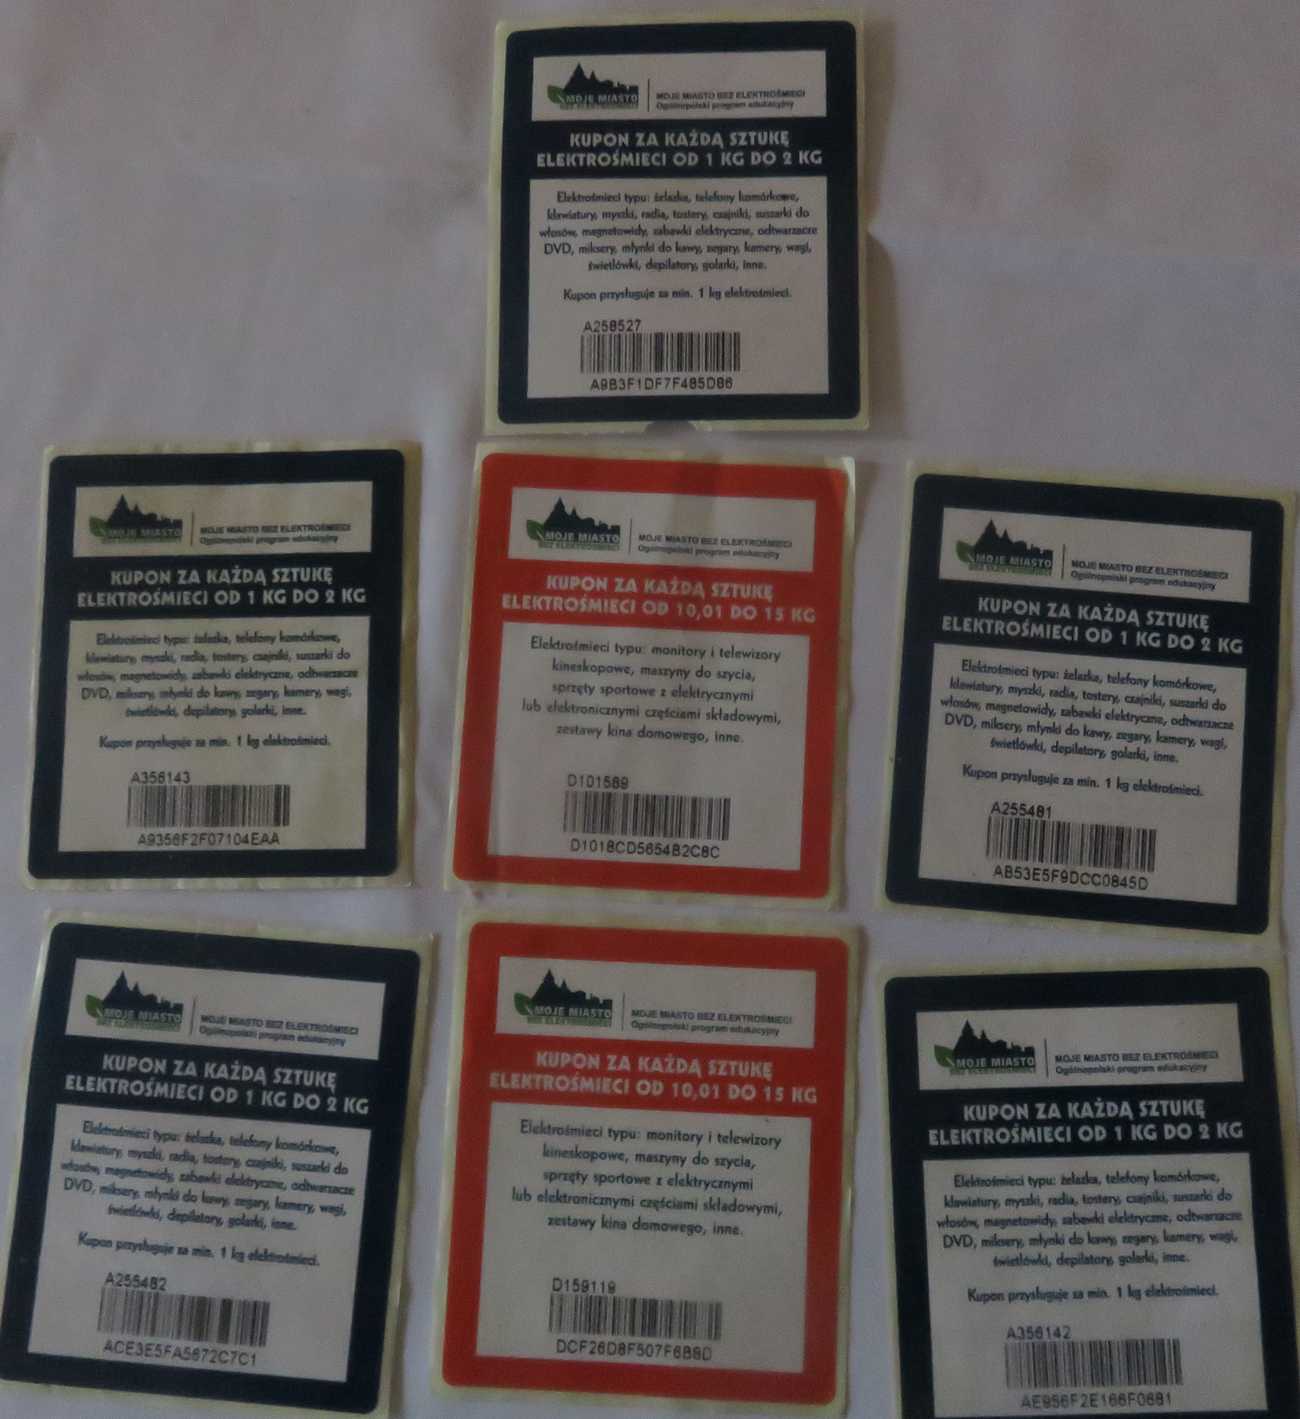 MOJE MIASTO
BEZ ELEKTROŚMIECI
MOJE MIASTO BEZ ELEKTROŚMIECI
Ogólnopolski program edukacyjny
KUPON ZA KAŻDĄ SZTUKĘ
ELEKTROŚMIECI OD 1 KG DO 2 KG
Elektrośmieci typu: żelazka, telefony komórkowe,
klawiatury, myszki, radia, tostery, czajniki, suszarki do
włosów, magnetowidy, zabawki elektryczne, odtwarzacze
DVD, miksery, młynki do kawy, zegary, kamery, wagi,
świetlówki, depilatory, golarki, inne.
Kupon przysługuje za min. 1 kg elektrośmieci.
A258527
A9B3F1DF7F485D86
MOJE MIASTO
BEZ ELEKTROŚMIECI
MOJE MIASTO BEZ ELEKTROŚMIECI
Ogólnopolski program edukacyjny
KUPON ZA KAŻDĄ SZTUKĘ
ELEKTROŚMIECI OD 1 KG DO 2 KG
Elektrośmieci typu: żelazka, telefony komórkowe,
klawiatury, myszki, radia, tostery, czajniki, suszarki do
włosów, magnetowidy, zabawki elektryczne, odtwarzacze
DVD, miksery, młynki do kawy, zegary, kamery, wagi,
świetlówki, depilatory, golarki, inne.
Kupon przysługuje za min. 1 kg elektrośmieci.
A356143
A9356F2F07104EAA
MOJE MIASTO
BEZ ELEKTROŚMIECI
MOJE MIASTO BEZ ELEKTROŚMIECI
Ogólnopolski program edukacyjny
KUPON ZA KAŻDĄ SZTUKĘ
ELEKTROŚMIECI OD 10,01 DO 15 KG
Elektrośmieci typu: monitory i telewizory
kineskopowe, maszyny do szycia,
sprzęty sportowe z elektrycznymi
lub elektronicznymi częściami składowymi,
zestawy kina domowego, inne.
D101589
D1018CD5654B2C8C
MOJE MIASTO
BEZ ELEKTROŚMIECI
MOJE MIASTO BEZ ELEKTROŚMIECI
Ogólnopolski program edukacyjny
KUPON ZA KAŻDĄ SZTUKĘ
ELEKTROŚMIECI OD 1 KG DO 2 KG
Elektrośmieci typu: żelazka, telefony komórkowe,
klawiatury, myszki, radia, tostery, czajniki, suszarki do
włosów, magnetowidy, zabawki elektryczne, odtwarzacze
DVD, miksery, młynki do kawy, zegary, kamery, wagi,
świetlówki, depilatory, golarki, inne.
Kupon przysługuje za min. 1 kg elektrośmieci.
A255481
AB53E5F9DCC0845D
MOJE MIASTO
BEZ ELEKTROŚMIECI
MOJE MIASTO BEZ ELEKTROŚMIECI
Ogólnopolski program edukacyjny
KUPON ZA KAŻDĄ SZTUKĘ
ELEKTROŚMIECI OD 1 KG DO 2 KG
Elektrośmieci typu: żelazka, telefony komórkowe,
klawiatury, myszki, radia, tostery, czajniki, suszarki do
włosów, magnetowidy, zabawki elektryczne, odtwarzacze
DVD, miksery, młynki do kawy, zegary, kamery, wagi,
świetlówki, depilatory, golarki, inne.
Kupon przysługuje za min. 1 kg elektrośmieci.
A255482
ACE3E5FA5672C7C1
MOJE MIASTO
BEZ ELEKTROŚMIECI
MOJE MIASTO BEZ ELEKTROŚMIECI
Ogólnopolski program edukacyjny
KUPON ZA KAŻDĄ SZTUKĘ
ELEKTROŚMIECI OD 10,01 DO 15 KG
Elektrośmieci typu: monitory i telewizory
kineskopowe, maszyny do szycia,
sprzęty sportowe z elektrycznymi
lub elektronicznymi częściami składowymi,
zestawy kina domowego, inne.
D159119
DCF26D8F507F6B8D
MOJE MIASTO
BEZ ELEKTROŚMIECI
MOJE MIASTO BEZ ELEKTROŚMIECI
Ogólnopolski program edukacyjny
KUPON ZA KAŻDĄ SZTUKĘ
ELEKTROŚMIECI OD 1 KG DO 2 KG
Elektrośmieci typu: żelazka, telefony komórkowe,
klawiatury, myszki, radia, tostery, czajniki, suszarki do
włosów, magnetowidy, zabawki elektryczne, odtwarzacze
DVD, miksery, młynki do kawy, zegary, kamery, wagi,
świetlówki, depilatory, golarki, inne.
Kupon przysługuje za min. 1 kg elektrośmieci.
A356142
AE956F2E166F0681